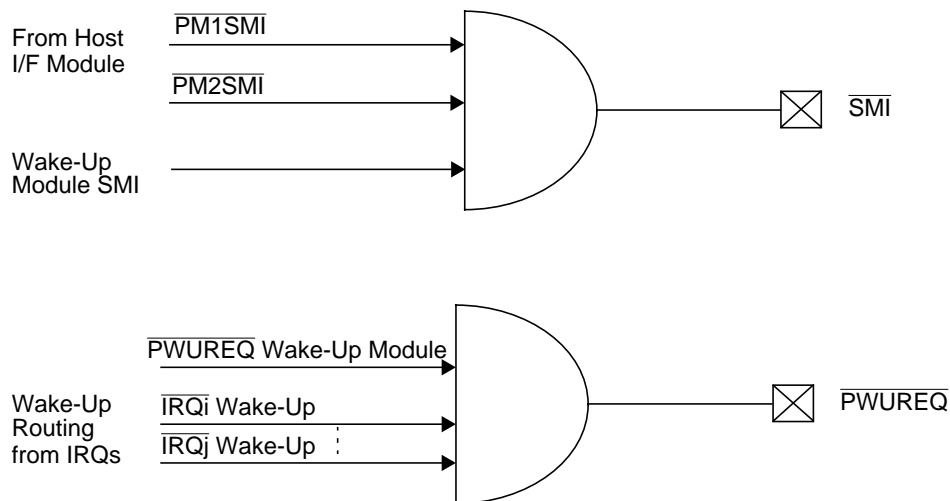 PM1SMI
From Host
I/F Module
PM2SMI
SMI
Wake-Up
Module SMI
PWUREQ Wake-Up Module
Wake-Up
Routing
from IRQs
IRQi Wake-Up
IRQj Wake-Up
PWUREQ